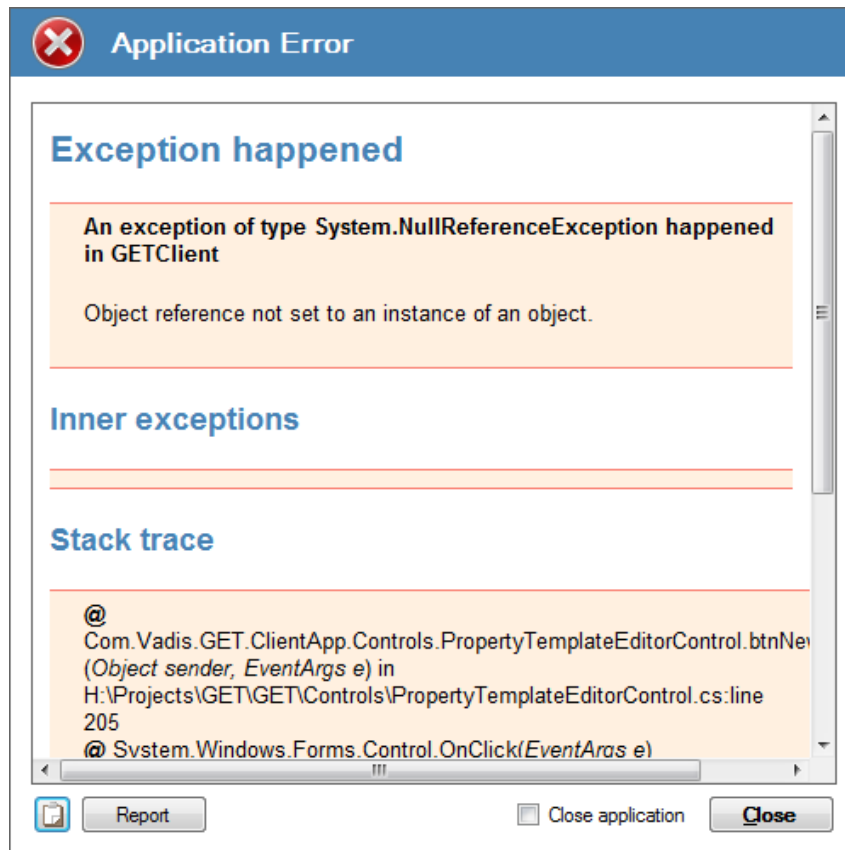 Application Error
Exception happened
An exception of type System.NullReferenceException happened
in GETClient
Object reference not set to an instance of an object.
Inner exceptions
Stack trace
@
Com.Vadis.GET.ClientApp.Controls.PropertyTemplateEditorControl.btnNe
(Object sender, EventArgs e) in
H:\Projects\GET\GET\Controls\PropertyTemplateEditorControl.cs:line
205
@ System.Windows.Forms.Control.OnClick(EventArgs e)
Report
Close application
Close